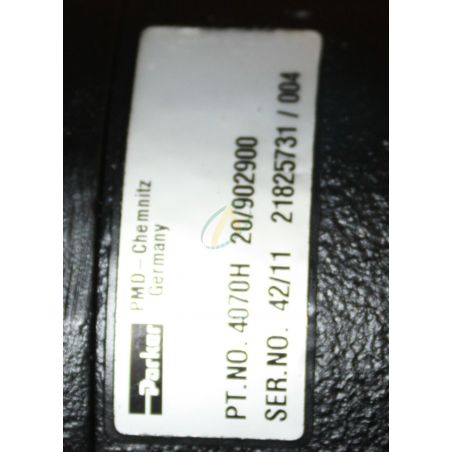 Parker
PMD - Chemnitz
Germany
PT.NO. 4070H 20/902900
SER.NO. 42/11 21825731 / 004